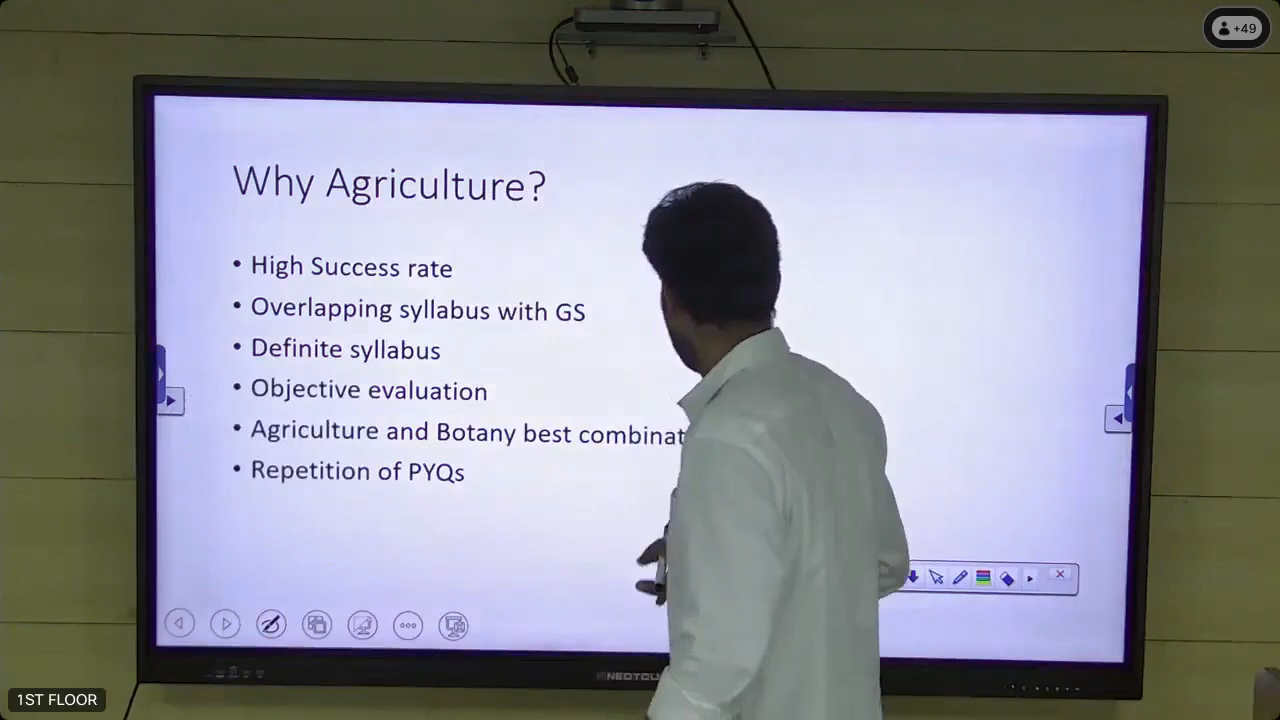 +49
Why Agriculture?
• High Success rate
• Overlapping syllabus with GS
• Definite syllabus
• Objective evaluation
• Agriculture and Botany best combinat
• Repetition of PYQs
1ST FLOOR